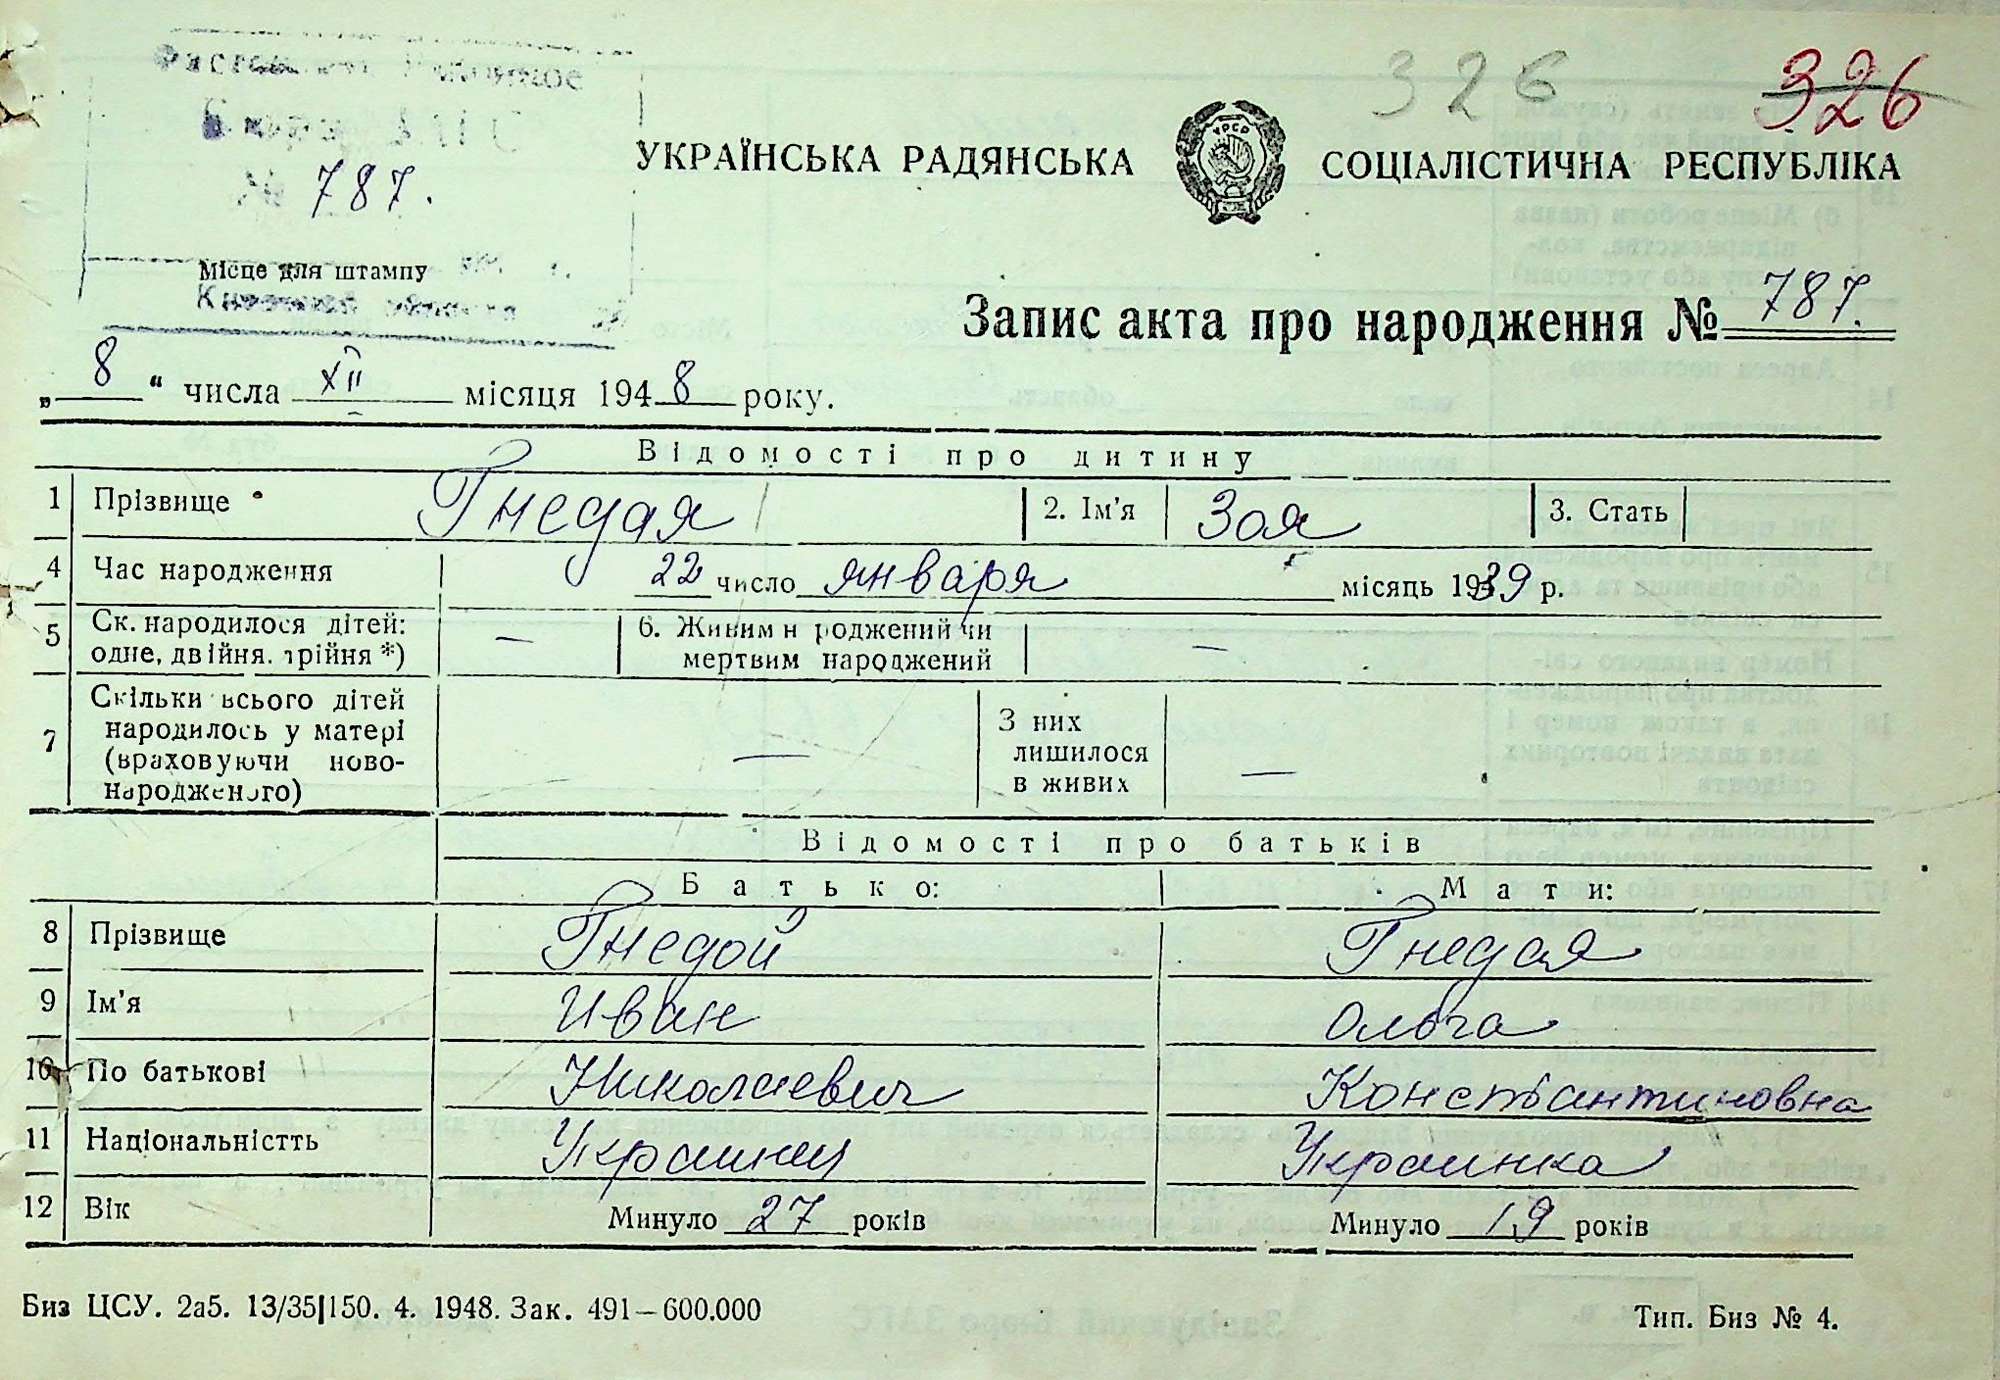 326 326
УКРАЇНСЬКА РАДЯНСЬКА УРСР СОЦІАЛІСТИЧНА РЕСПУБЛІКА
787.
Місце для штампу
Запис акта про народження № 787.
„ 8 “ числа XII місяця 1948 року.
Відомості про дитину
1 Прізвище Гнедая 2. Ім'я Зоя 3. Стать
4 Час народження 22 число января місяць 1939 р.
5 Ск. народилося дітей: одне, двійня, трійня *) — 6. Живим н роджений чи мертвим народжений —
7 Скільки всього дітей народилось у матері (враховуючи ново-народженого) — З них лишилося в живих —
Відомості про батьків
Батько: Мати:
8 Прізвище Гнедой Гнедая
9 Ім'я Иван Ольга
10 По батькові Николаевич Константиновна
11 Національністть Украинец Украинка
12 Вік Минуло 27 років Минуло 19 років
Биз ЦСУ. 2а5. 13/35|150. 4. 1948. Зак. 491—600.000 Тип. Биз № 4.